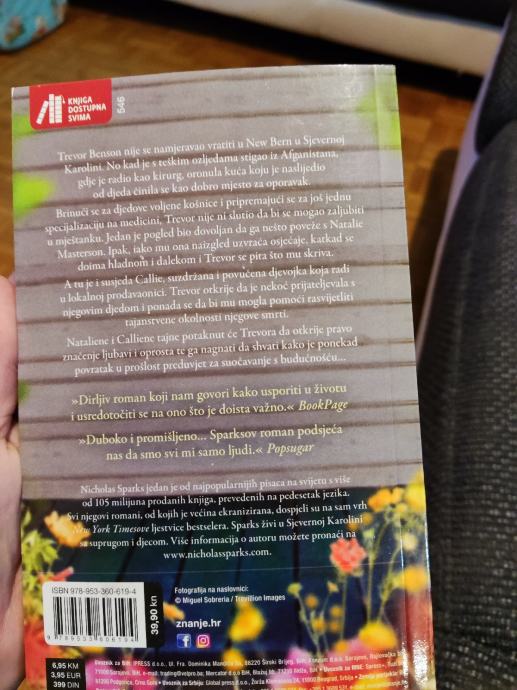 KNJIGA
DOSTUPNA
SVIMA
546
Trevor Benson nije se namjeravao vratiti u New Bern u Sjevernoj
Karolini. No kad je s teškim ozljedama stigao iz Afganistana,
gdje je radio kao kirurg, oronula kuća koju je naslijedio
od djeda činila se kao dobro mjesto za oporavak.
Brinući se za djedove voljene košnice i pripremajući se za još jednu
specijalizaciju na medicini, Trevor nije ni slutio da bi se mogao zaljubiti
u mještanku. Jedan je pogled bio dovoljan da ga nešto poveže s Natalie
Masterson. Ipak, iako mu ona naizgled uzvraća osjećaje, katkad se
doima hladnom i dalekom i Trevor se pita što mu skriva.
A tu je i susjeda Callie, suzdržana i povučena djevojka koja radi
u lokalnoj prodavaonici. Trevor otkrije da je nekoć prijateljevala s
njegovim djedom i ponada se da bi mu mogla pomoći rasvijetliti
tajanstvene okolnosti njegove smrti.
Nataliene i Calliene tajne potaknut će Trevora da otkrije pravo
značenje ljubavi i oprosta te ga nagnati da shvati kako je ponekad
povratak u prošlost preduvjet za suočavanje s budućnošću...
»Dirljiv roman koji nam govori kako usporiti u životu
i usredotočiti se na ono što je doista važno.« BookPage
»Duboko i promišljeno... Sparksov roman podsjeća
nas da smo svi mi samo ljudi.« Popsugar
Nicholas Sparks jedan je od najpopularnijih pisaca na svijetu s više
od 105 milijuna prodanih knjiga, prevedenih na pedesetak jezika.
Svi njegovi romani, od kojih je većina ekranizirana, dospjeli su na sam vrh
New York Timesove ljestvice bestselera. Sparks živi u Sjevernoj Karolini
sa suprugom i djecom. Više informacija o autoru možete pronaći na
www.nicholassparks.com.
ISBN 978-953-360-619-4
9789533606194
39,90 kn
Fotografija na naslovnici:
© Miguel Sobreira / Trevillion Images
znanje.hr
6,95 KM
3,95 EUR
399 DIN
Uvoznik za BiH: IPRESS d.o.o., Ul. Fra. Dominika Mandića
88220 Široki Brijeg